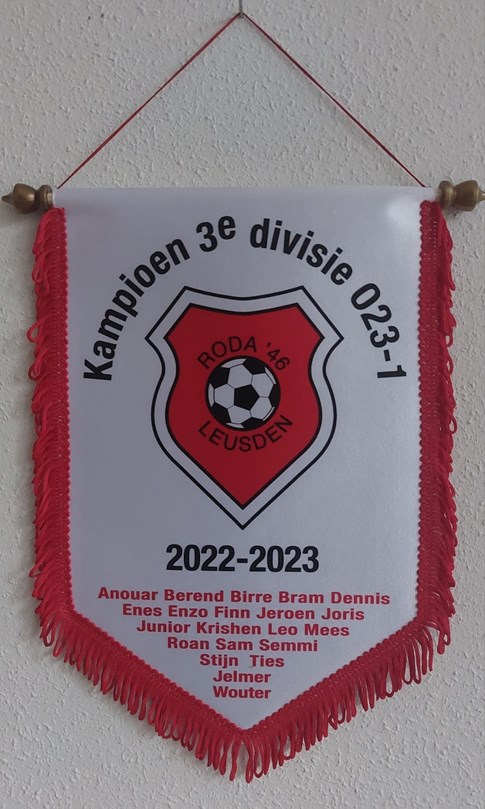 Kampioen 3e divisie O23-1
RODA '46
LEUSDEN
2022-2023
Anouar Berend Birre Bram Dennis
Enes Enzo Finn Jeroen Joris
Junior Krishen Leo Mees
Roan Sam Semmi
Stijn Ties
Jelmer
Wouter